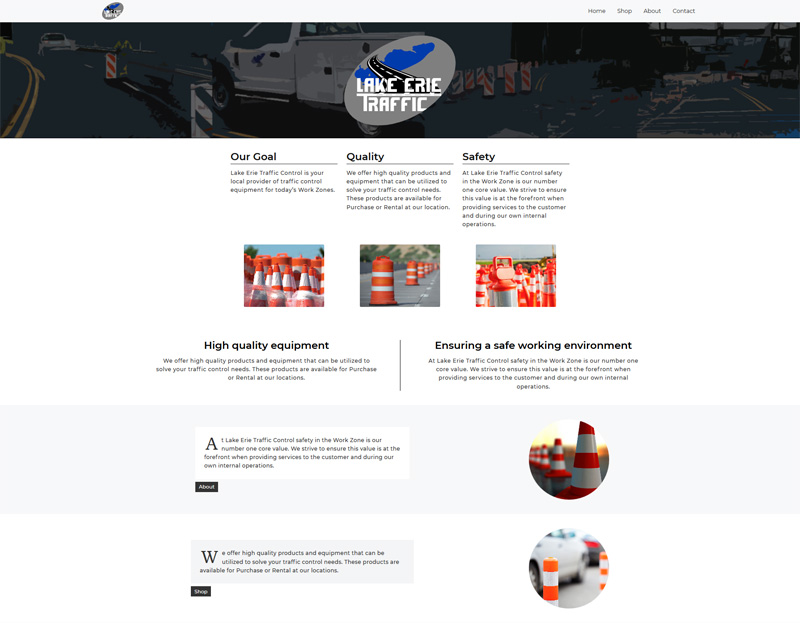 LAKE ERIE
TRAFFIC
Home Shop About Contact
LAKE ERIE
TRAFFIC
Our Goal
Lake Erie Traffic Control is your
local provider of traffic control
equipment for today's Work Zones.
Quality
We offer high quality products and
equipment that can be utilized to
solve your traffic control needs.
These products are available for
Purchase or Rental at our location.
Safety
At Lake Erie Traffic Control safety
in the Work Zone is our number
one core value. We strive to ensure
this value is at the forefront when
providing services to the customer
and during our own internal
operations.
High quality equipment
We offer high quality products and equipment that can be utilized to
solve your traffic control needs. These products are available for Purchase
or Rental at our locations.
Ensuring a safe working environment
At Lake Erie Traffic Control safety in the Work Zone is our number one
core value. We strive to ensure this value is at the forefront when
providing services to the customer and during our own internal
operations.
At Lake Erie Traffic Control safety in the Work Zone is our
number one core value. We strive to ensure this value is at the
forefront when providing services to the customer and during our
own internal operations.
About
We offer high quality products and equipment that can be
utilized to solve your traffic control needs. These products are
available for Purchase or Rental at our locations.
Shop